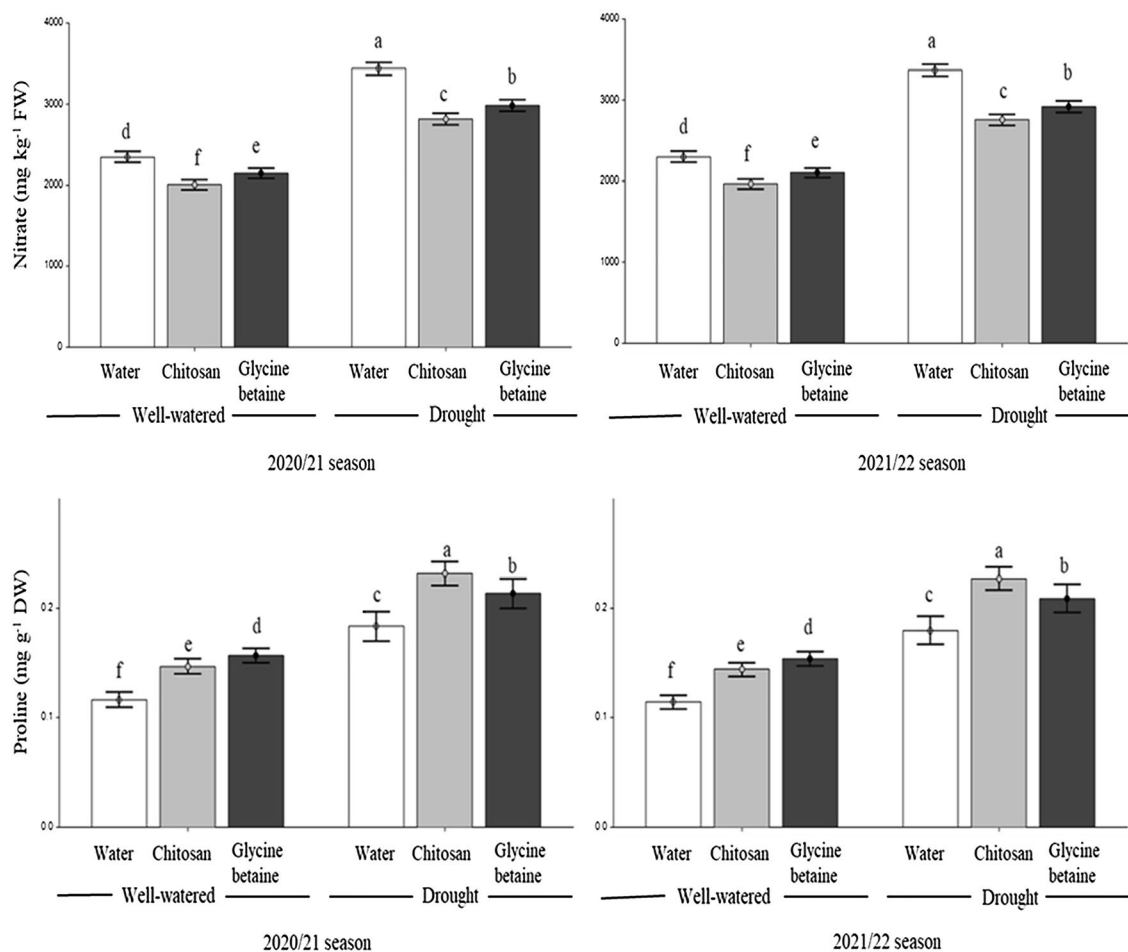 Nitrate (mg kg⁻¹ FW)
4000
3000
2000
1000
0
d
f
e
a
c
b
Water
Chitosan
Glycine
betaine
Water
Chitosan
Glycine
betaine
Well-watered
Drought
2020/21 season
4000
3000
2000
1000
0
d
f
e
a
c
b
Water
Chitosan
Glycine
betaine
Water
Chitosan
Glycine
betaine
Well-watered
Drought
2021/22 season
Proline (mg g⁻¹ DW)
0.2
0.1
0.0
f
e
d
c
a
b
Water
Chitosan
Glycine
betaine
Water
Chitosan
Glycine
betaine
Well-watered
Drought
2020/21 season
0.2
0.1
0.0
f
e
d
c
a
b
Water
Chitosan
Glycine
betaine
Water
Chitosan
Glycine
betaine
Well-watered
Drought
2021/22 season